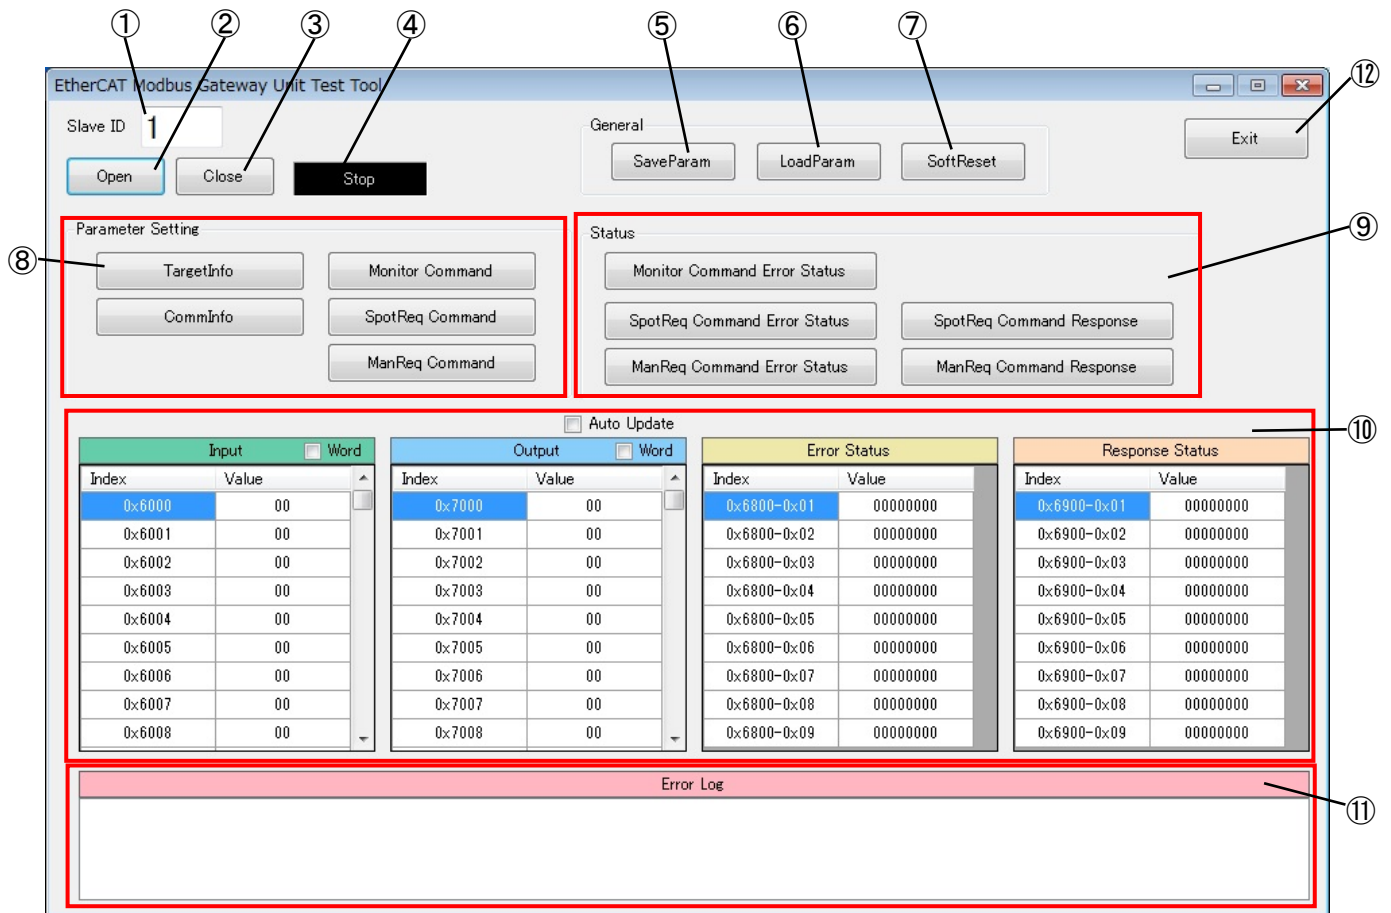 ① ② ③ ④ ⑤ ⑥ ⑦
EtherCAT Modbus Gateway Unit Test Tool
⑫
Slave ID 1
General
Exit
Open Close Stop
SaveParam LoadParam SoftReset
Parameter Setting
Status
⑨
⑧
TargetInfo Monitor Command
Monitor Command Error Status
CommInfo SpotReq Command
SpotReq Command Error Status SpotReq Command Response
ManReq Command
ManReq Command Error Status ManReq Command Response
Auto Update
⑩
Input Word Output Word Error Status Response Status
Index Value Index Value Index Value Index Value
0x6000 00 0x7000 00 0x6800-0x01 00000000 0x6900-0x01 00000000
0x6001 00 0x7001 00 0x6800-0x02 00000000 0x6900-0x02 00000000
0x6002 00 0x7002 00 0x6800-0x03 00000000 0x6900-0x03 00000000
0x6003 00 0x7003 00 0x6800-0x04 00000000 0x6900-0x04 00000000
0x6004 00 0x7004 00 0x6800-0x05 00000000 0x6900-0x05 00000000
0x6005 00 0x7005 00 0x6800-0x06 00000000 0x6900-0x06 00000000
0x6006 00 0x7006 00 0x6800-0x07 00000000 0x6900-0x07 00000000
0x6007 00 0x7007 00 0x6800-0x08 00000000 0x6900-0x08 00000000
0x6008 00 0x7008 00 0x6800-0x09 00000000 0x6900-0x09 00000000
Error Log
⑪